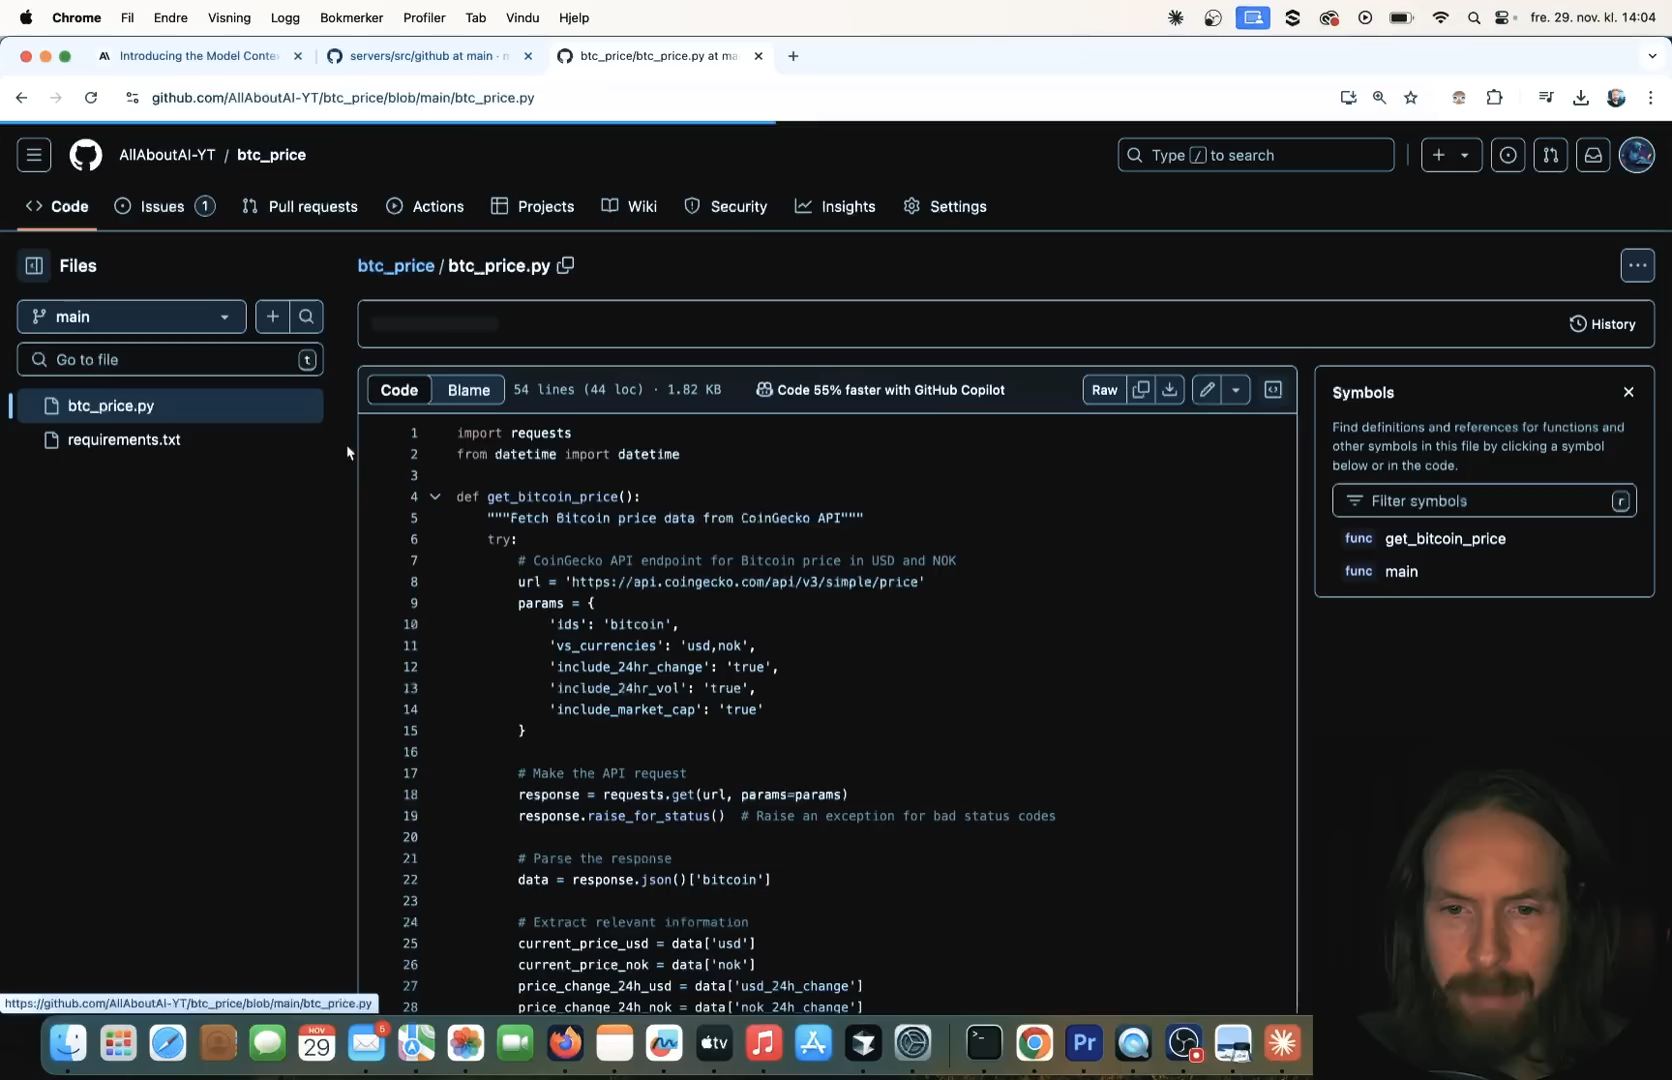 Chrome Fil Endre Visning Logg Bokmerker Profiler Tab Vindu Hjelp fre. 29. nov. kl. 14:04
Introducing the Model Conte servers/src/github at main · btc_price/btc_price.py at ma
github.com/AllAboutAI-YT/btc_price/blob/main/btc_price.py
AllAboutAI-YT / btc_price
Type / to search
Code Issues 1 Pull requests Actions Projects Wiki Security Insights Settings
Files
btc_price / btc_price.py
main
History
Go to file t
Code Blame 54 lines (44 loc) · 1.82 KB Code 55% faster with GitHub Copilot Raw
btc_price.py
requirements.txt
1 import requests
2 from datetime import datetime
3
4 def get_bitcoin_price():
5 """Fetch Bitcoin price data from CoinGecko API"""
6 try:
7 # CoinGecko API endpoint for Bitcoin price in USD and NOK
8 url = 'https://api.coingecko.com/api/v3/simple/price'
9 params = {
10 'ids': 'bitcoin',
11 'vs_currencies': 'usd,nok',
12 'include_24hr_change': 'true',
13 'include_24hr_vol': 'true',
14 'include_market_cap': 'true'
15 }
16
17 # Make the API request
18 response = requests.get(url, params=params)
19 response.raise_for_status() # Raise an exception for bad status codes
20
21 # Parse the response
22 data = response.json()['bitcoin']
23
24 # Extract relevant information
25 current_price_usd = data['usd']
26 current_price_nok = data['nok']
27 price_change_24h_usd = data['usd_24h_change']
28 price_change_24h_nok = data['nok_24h_change']
Symbols
Find definitions and references for functions and
other symbols in this file by clicking a symbol
below or in the code.
Filter symbols r
func get_bitcoin_price
func main
https://github.com/AllAboutAI-YT/btc_price/blob/main/btc_price.py
NOV
29
5
tv
Pr